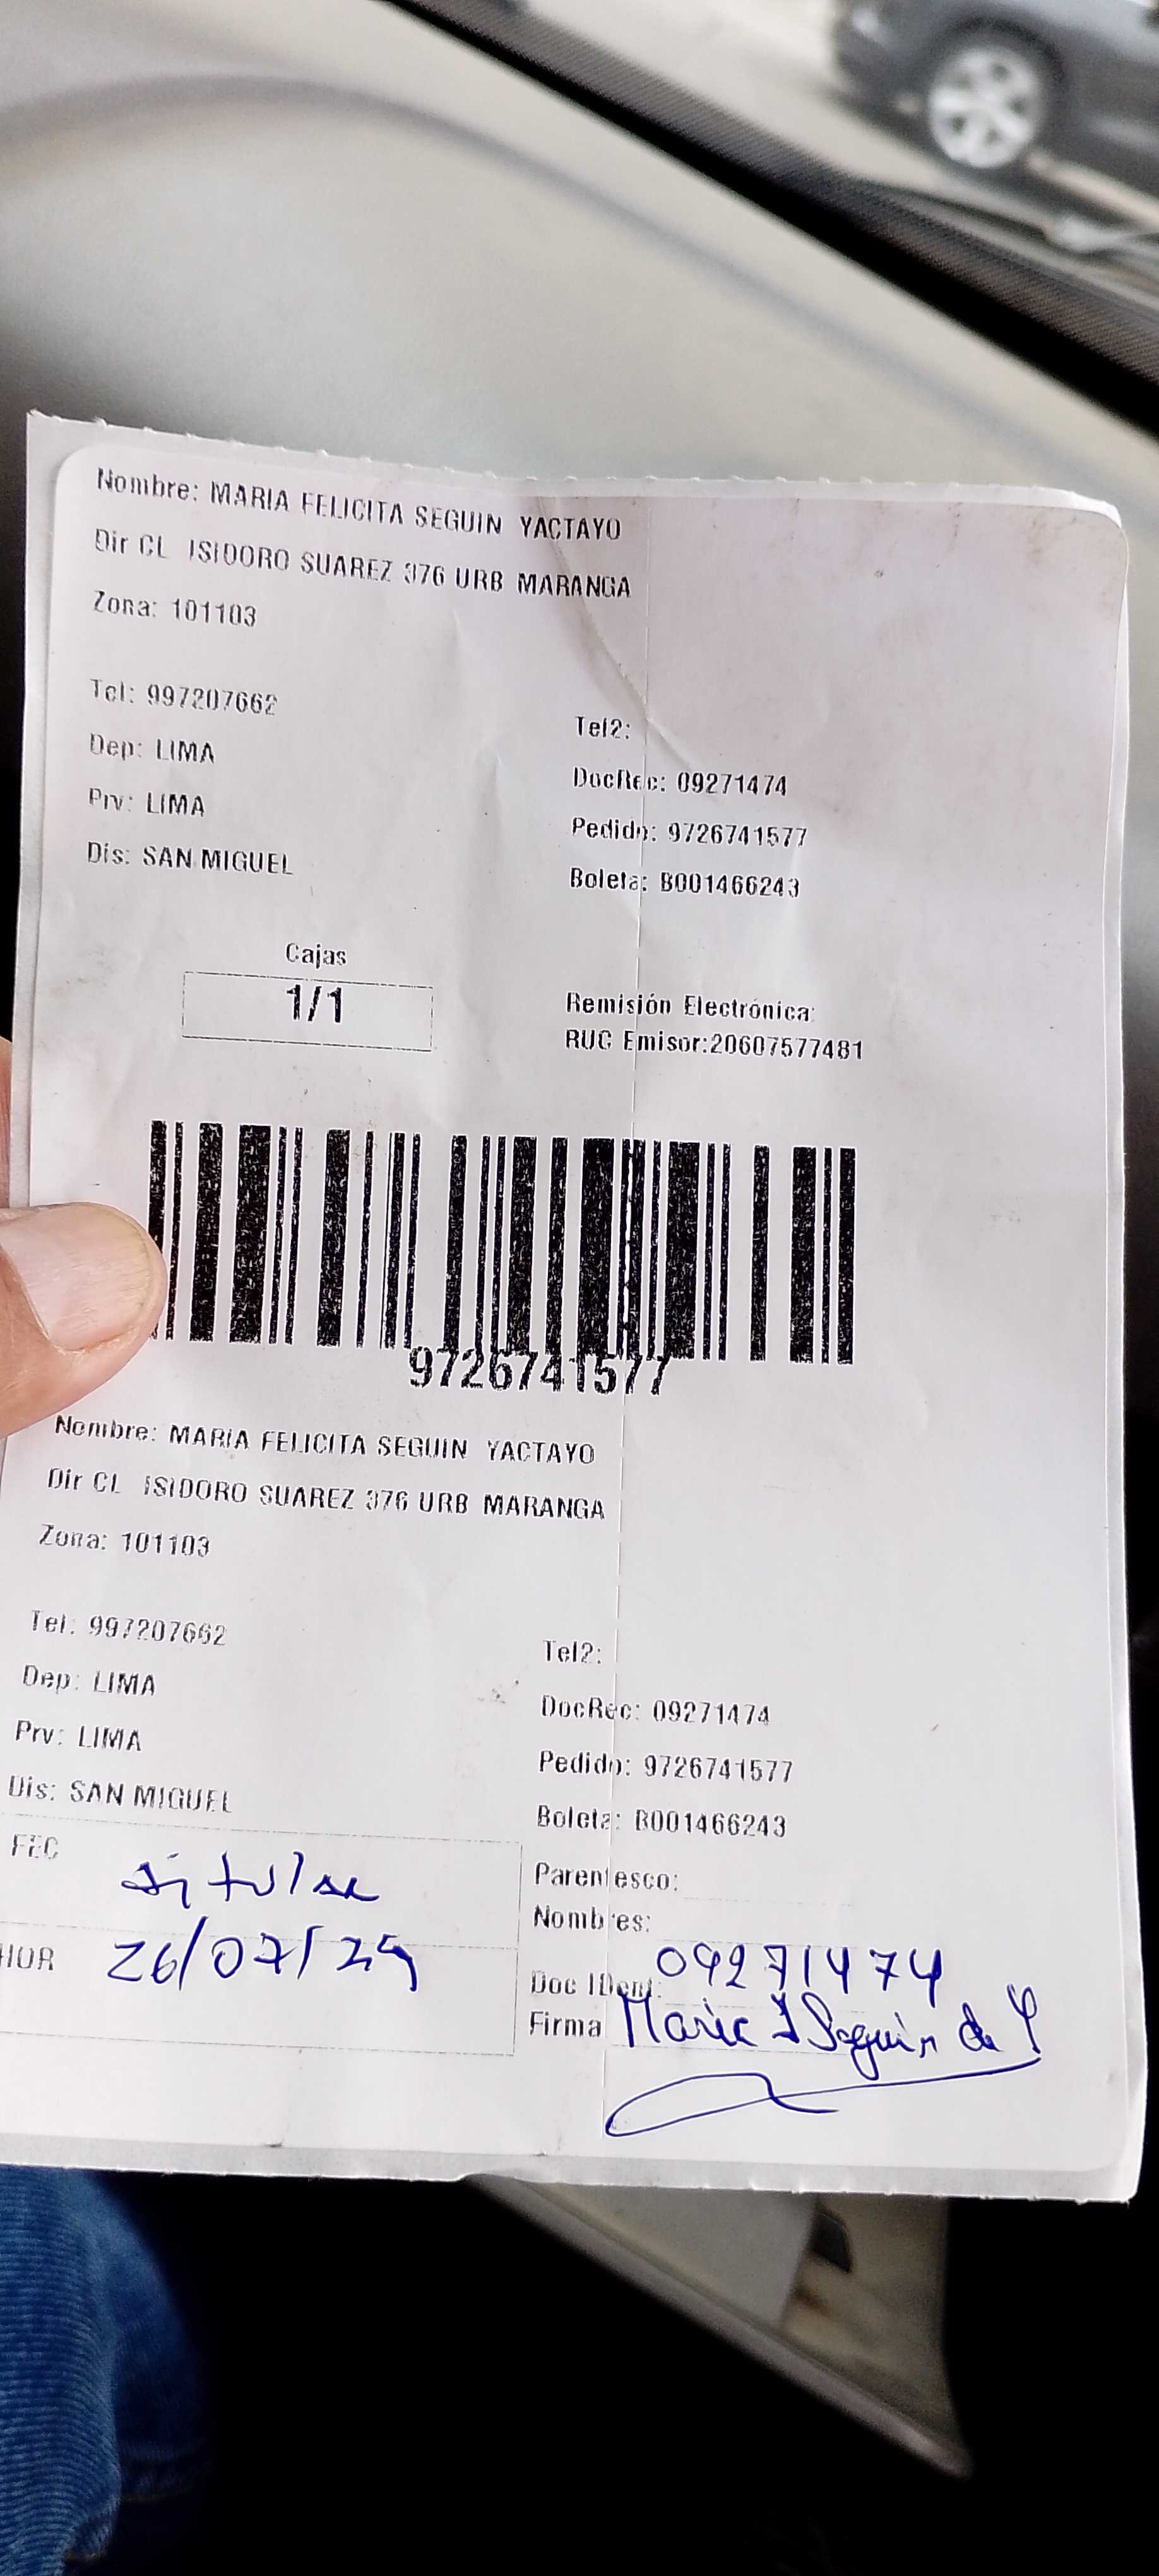 Nombre: MARIA FELICITA SEGUIN YACTAYO
Dir CL ISIDORO SUAREZ 376 URB MARANGA
Zona: 101103
Tel: 997207662
Tel2:
Dep: LIMA
DocRec: 09271474
Prv: LIMA
Pedido: 9726741577
Dis: SAN MIGUEL
Boleta: B001466243
Cajas
1/1
Remisión Electrónica:
RUC Emisor:20607577481
9726741577
Nombre: MARIA FELICITA SEGUIN YACTAYO
Dir CL ISIDORO SUAREZ 376 URB MARANGA
Zona: 101103
Tel: 997207662
Tel2:
Dep: LIMA
DocRec: 09271474
Prv: LIMA
Pedido: 9726741577
Dis: SAN MIGUEL
Boleta: B001466243
FEC
Parentesco:
Nombres:
HOR 26/07/
Doc IDent: 09271474
Firma Maria Seguin de Y